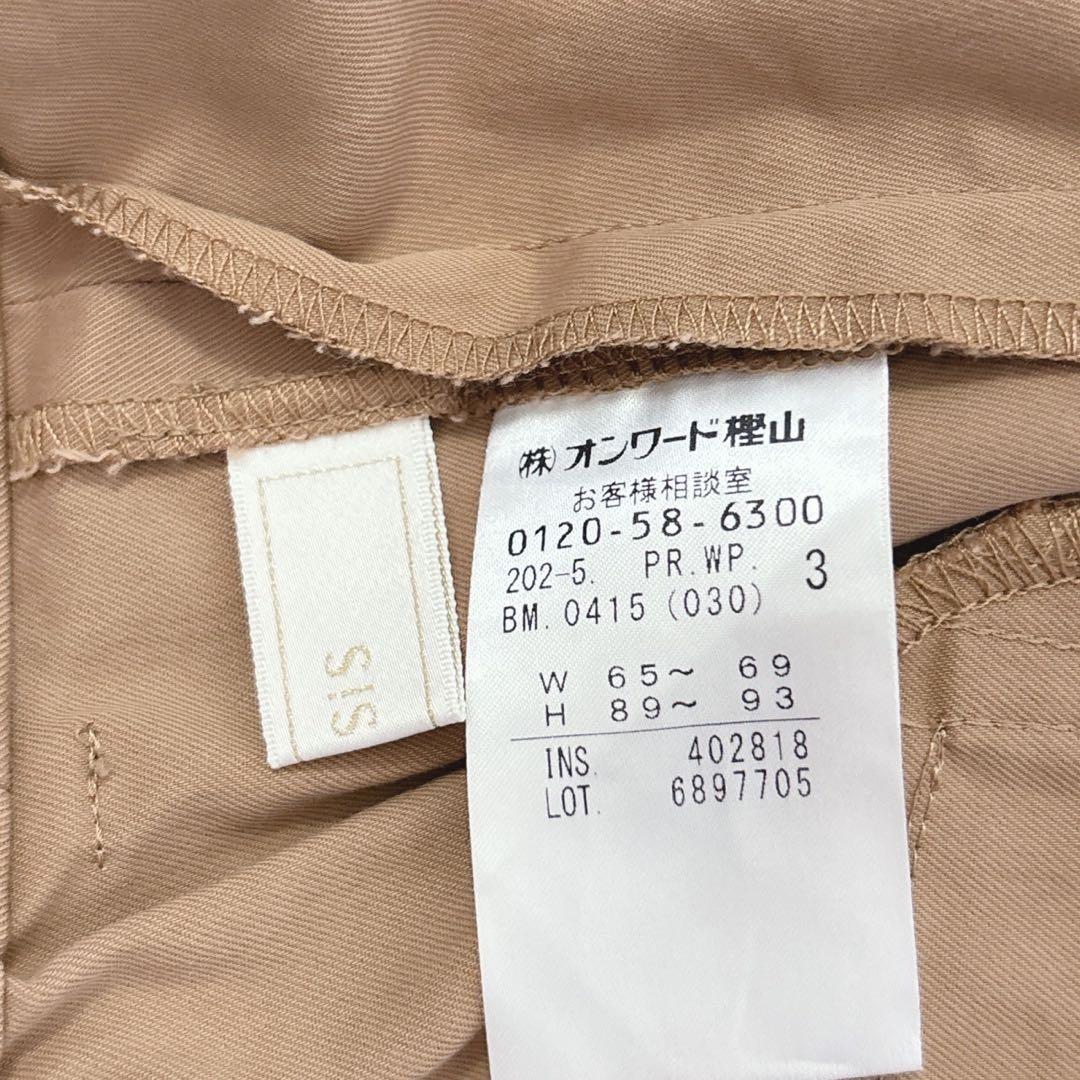 ㈱オンワード樫山
お客様相談室
0120-58-6300
202-5. PR.WP. 3
BM. 0415 (030)
W 65～ 69
H 89～ 93
INS. 402818
LOT. 6897705
SiS